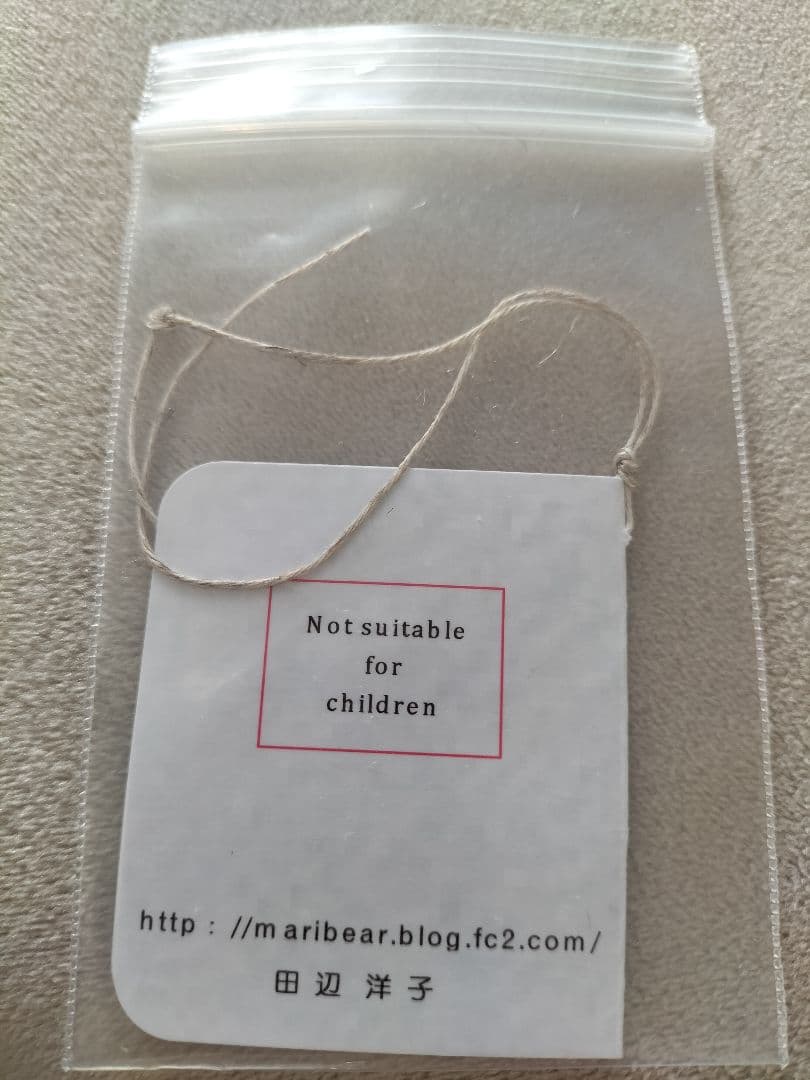 Not suitable
for
children
http : //maribear.blog.fc2.com/
田辺 洋子